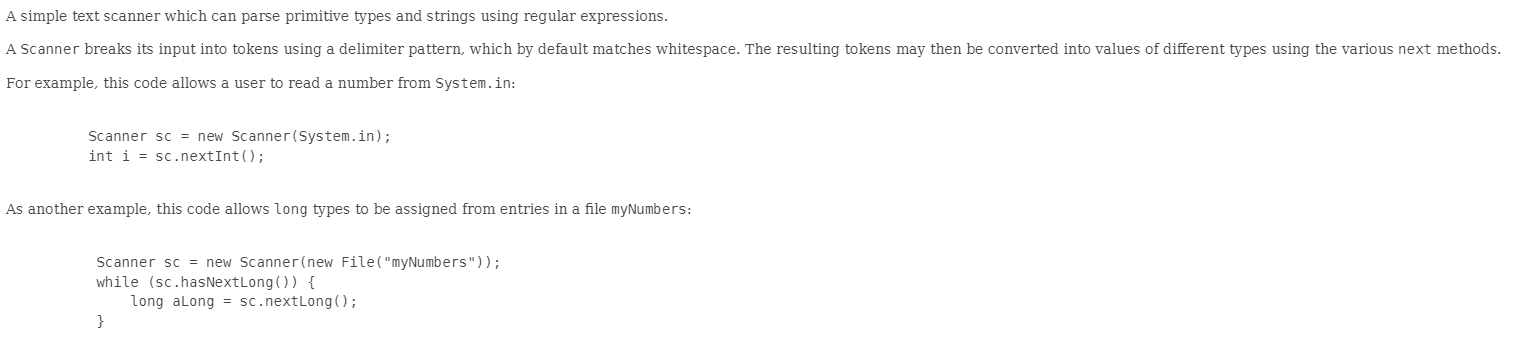 A simple text scanner which can parse primitive types and strings using regular expressions.
A Scanner breaks its input into tokens using a delimiter pattern, which by default matches whitespace. The resulting tokens may then be converted into values of different types using the various next methods.
For example, this code allows a user to read a number from System.in:
Scanner sc = new Scanner(System.in);
int i = sc.nextInt();
As another example, this code allows long types to be assigned from entries in a file myNumbers:
Scanner sc = new Scanner(new File("myNumbers"));
while (sc.hasNextLong()) {
    long aLong = sc.nextLong();
}